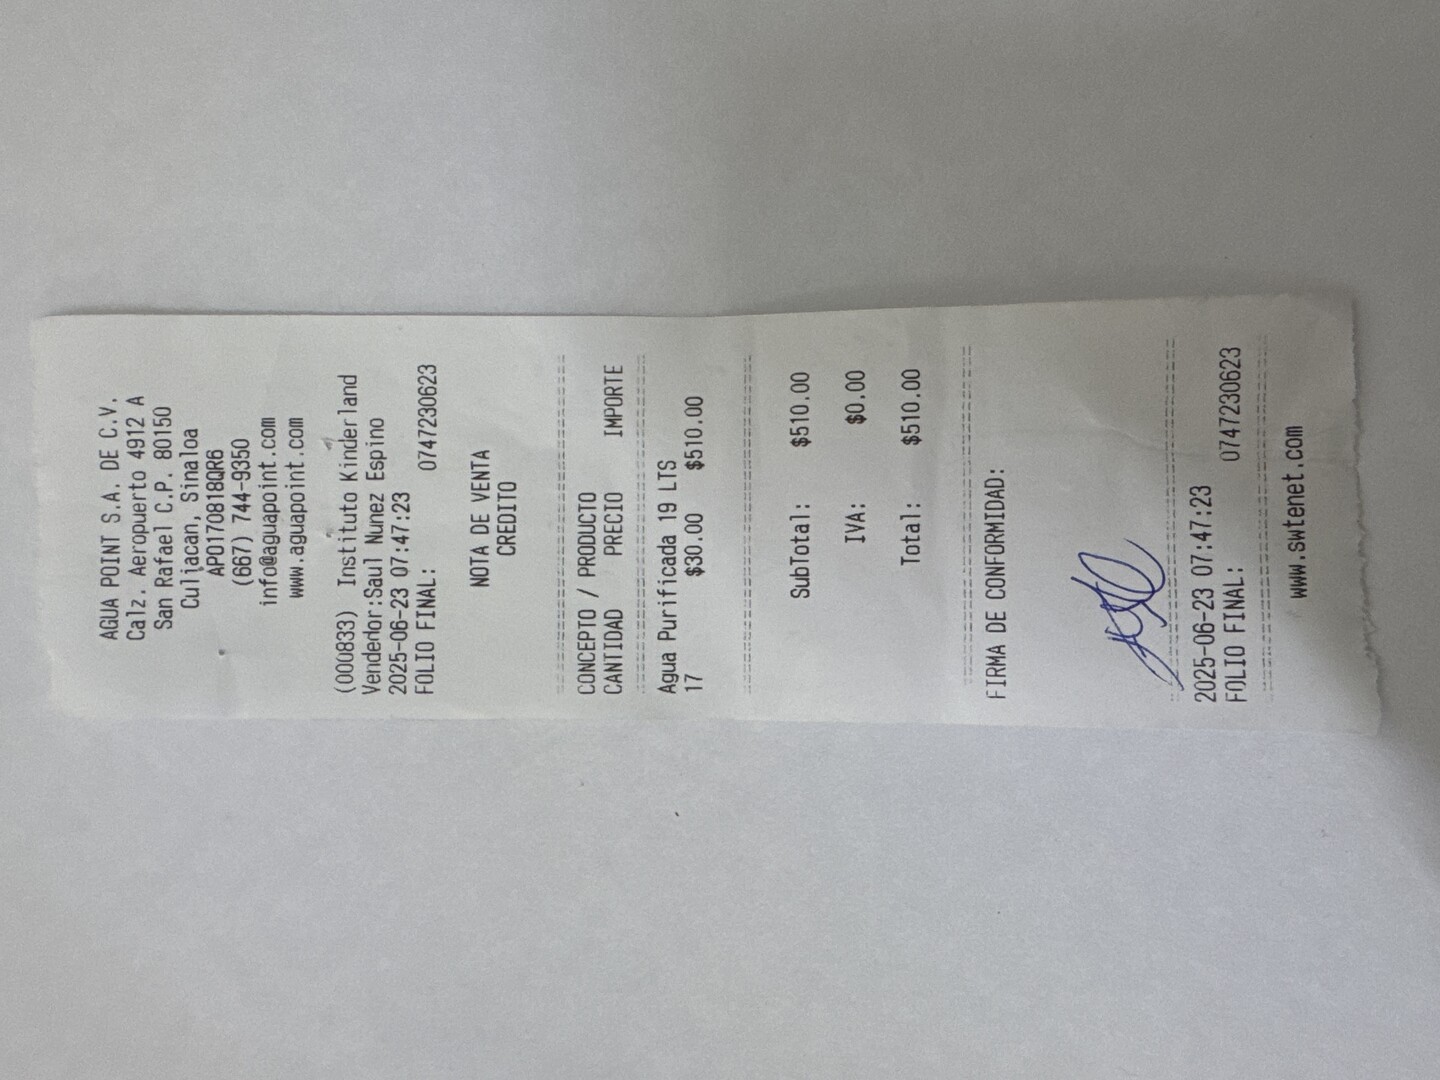 AGUA POINT S.A. DE C.V.
Calz. Aeropuerto 4912 A
San Rafael C.P. 80150
Culiacan, Sinaloa
APO170818QR6
(667) 744-9350
info@aguapoint.com
www.aguapoint.com
(000833) Instituto Kinderland
Vendedor:Saul Nunez Espino
2025-06-23 07:47:23
FOLIO FINAL: 0747230623
NOTA DE VENTA
CREDITO
CONCEPTO / PRODUCTO
CANTIDAD PRECIO IMPORTE
Agua Purificada 19 LTS
17 $30.00 $510.00
SubTotal: $510.00
IVA: $0.00
Total: $510.00
FIRMA DE CONFORMIDAD:
2025-06-23 07:47:23
FOLIO FINAL: 0747230623
www.swtenet.com